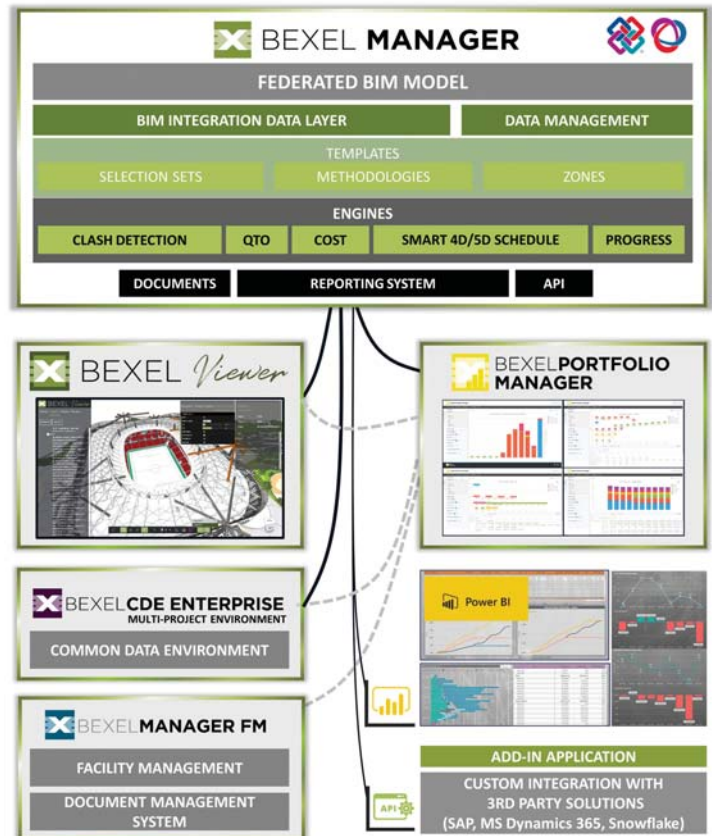 BEXEL MANAGER
FEDERATED BIM MODEL
BIM INTEGRATION DATA LAYER
DATA MANAGEMENT
TEMPLATES
SELECTION SETS
METHODOLOGIES
ZONES
ENGINES
CLASH DETECTION
QTO
COST
SMART 4D/5D SCHEDULE
PROGRESS
DOCUMENTS
REPORTING SYSTEM
API
BEXEL Viewer
BEXELPORTFOLIO
MANAGER
BEXELCDE ENTERPRISE
MULTI-PROJECT ENVIRONMENT
COMMON DATA ENVIRONMENT
Power BI
BEXELMANAGER FM
FACILITY MANAGEMENT
DOCUMENT MANAGEMENT
SYSTEM
API
ADD-IN APPLICATION
CUSTOM INTEGRATION WITH
3RD PARTY SOLUTIONS
(SAP, MS Dynamics 365, Snowflake)